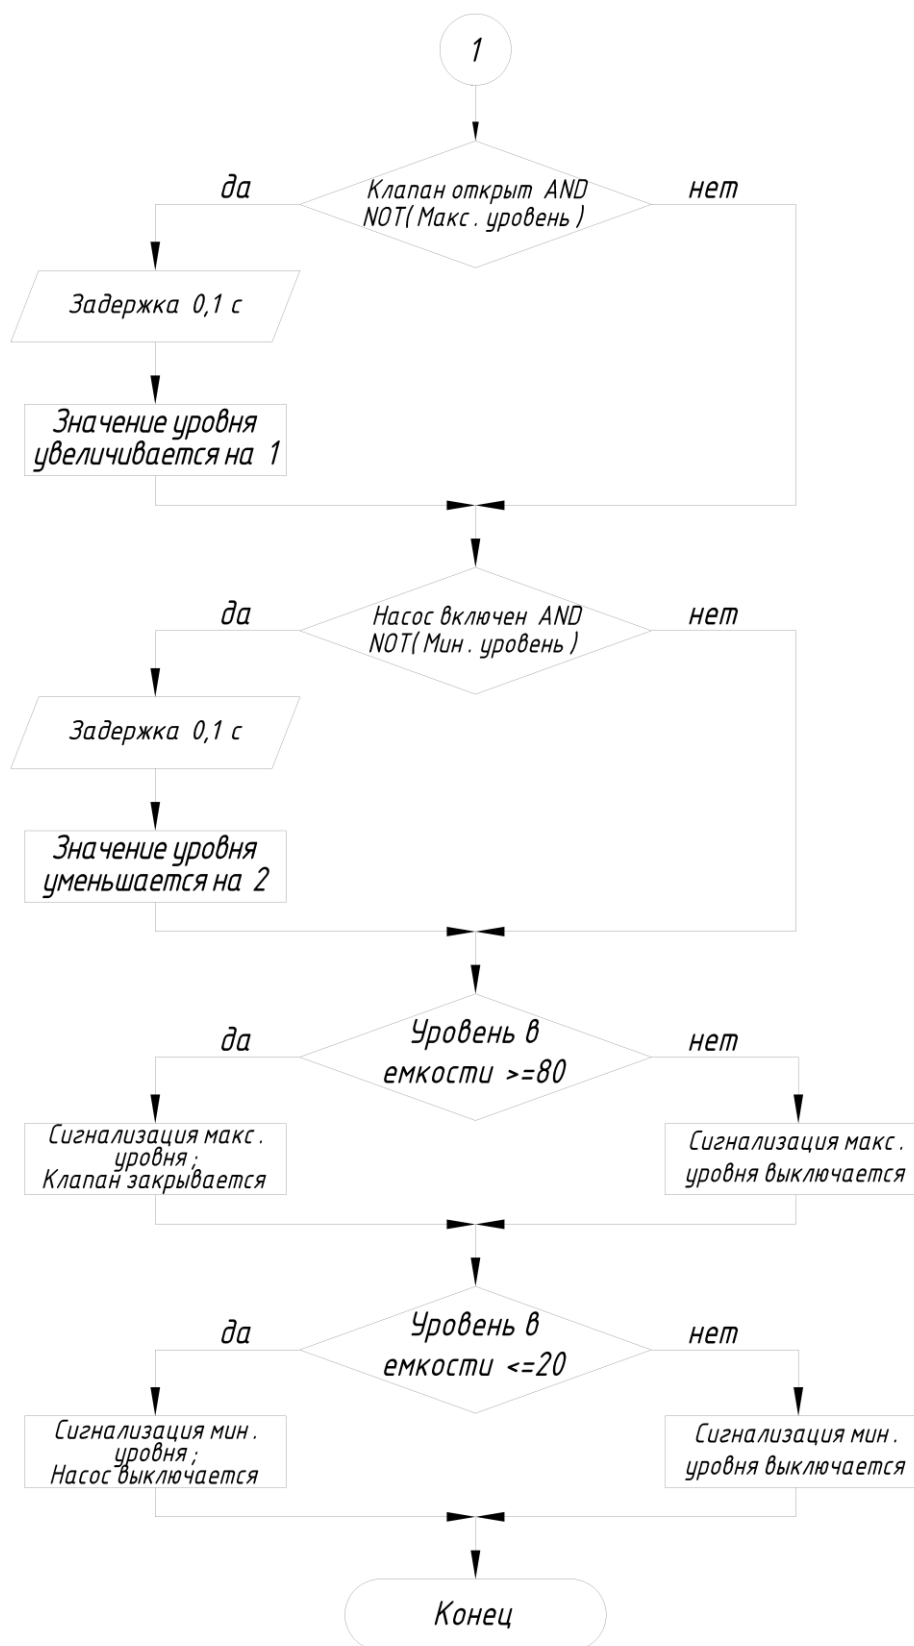 1
да
Клапан открыт AND
NOT(Макс. уровень)
нет
Задержка 0,1 с
Значение уровня
увеличивается на 1
да
Насос включен AND
NOT(Мин. уровень)
нет
Задержка 0,1 с
Значение уровня
уменьшается на 2
да
Уровень в
емкости >=80
нет
Сигнализация макс.
уровня;
Клапан закрывается
Сигнализация макс.
уровня выключается
да
Уровень в
емкости <=20
нет
Сигнализация мин.
уровня;
Насос выключается
Сигнализация мин.
уровня выключается
Конец